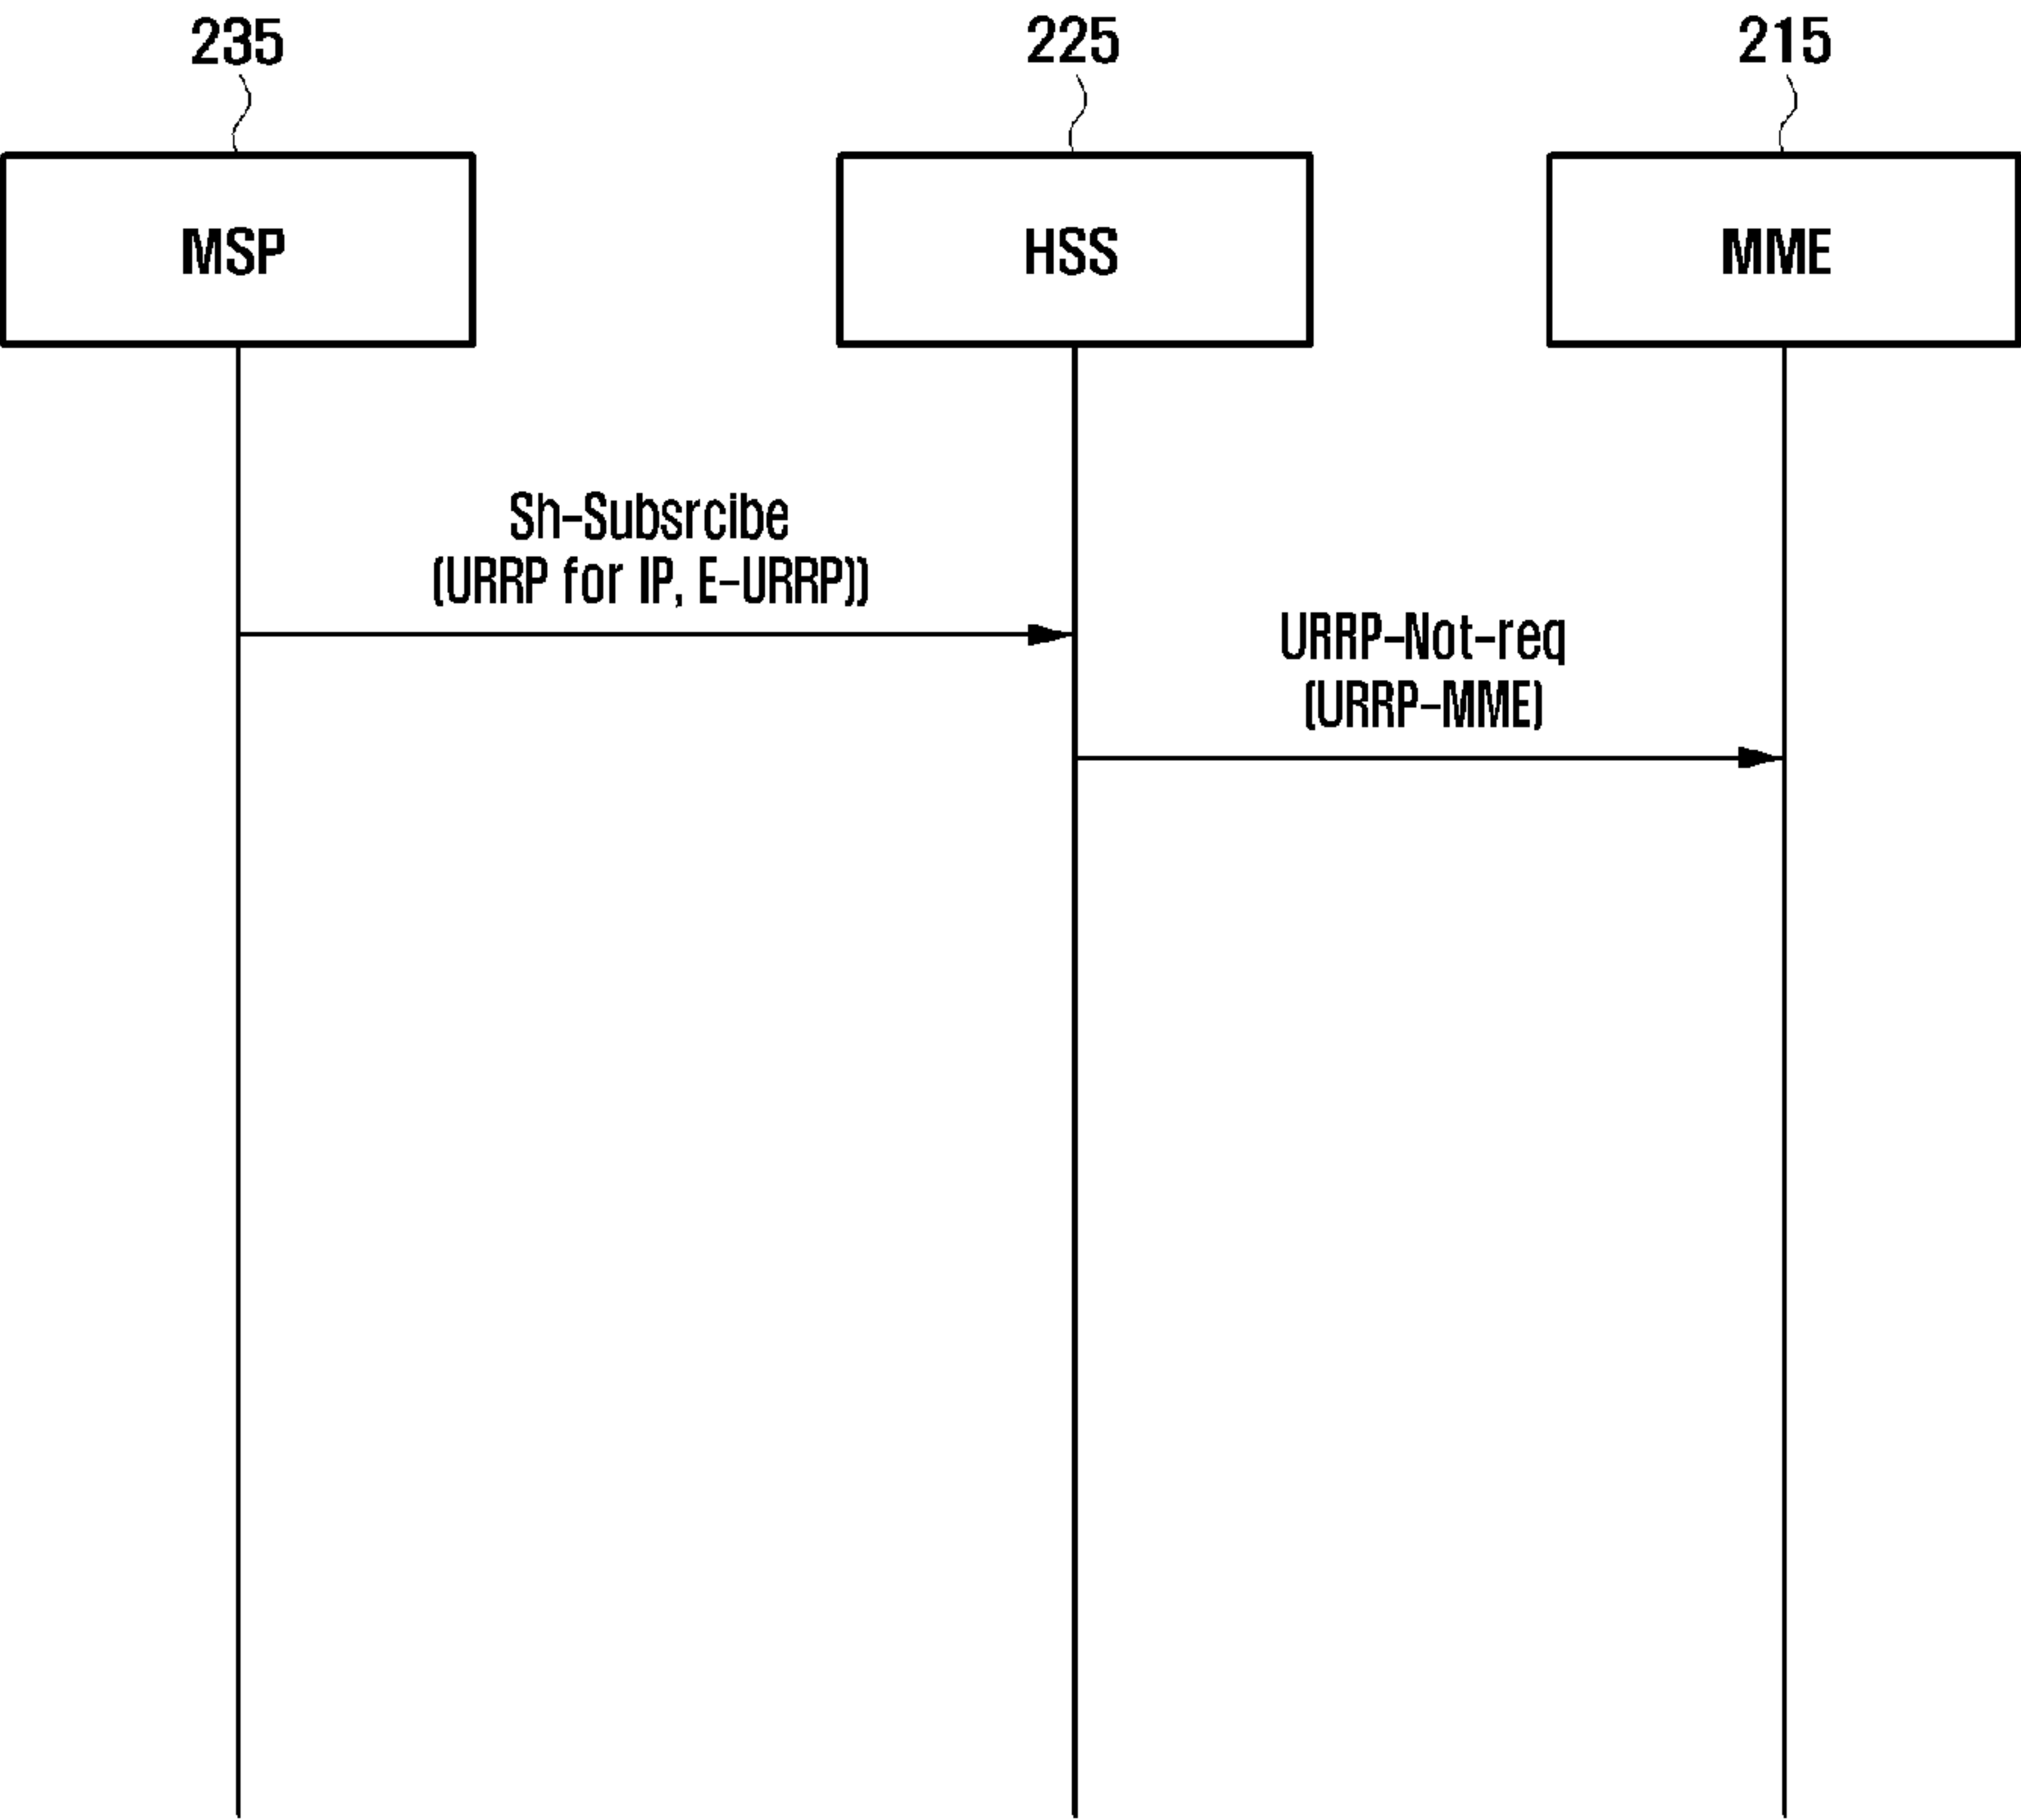 235
225
215
MSP
HSS
MME
Sh-Subsrcibe
(URRP for IP, E-URRP))
URRP-Not-req
(URRP-MME)